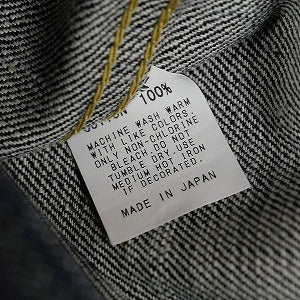 COTTON 100%
MACHINE WASH WARM
WITH LIKE COLORS.
ONLY NON-CHLORINE
BLEACH DO NOT
TUMBLE DRY USE
MEDIUM HOT IRON
IF DECORATED.
MADE IN JAPAN